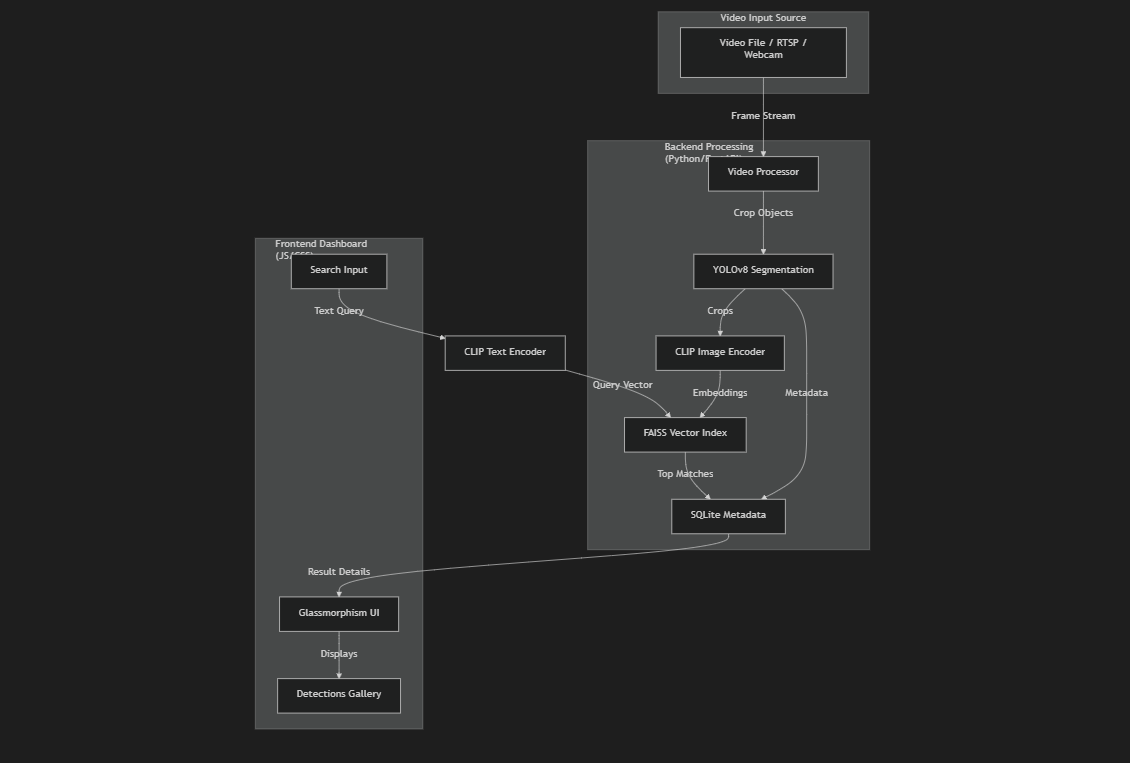 Video Input Source
Video File / RTSP /
Webcam
Frame Stream
Backend Processing
Video Processor
Crop Objects
YOLOv8 Segmentation
Crops
CLIP Image Encoder
Metadata
Embeddings
Frontend Dashboard
Search Input
Text Query
CLIP Text Encoder
Query Vector
FAISS Vector Index
Top Matches
SQLite Metadata
Result Details
Glassmorphism UI
Displays
Detections Gallery